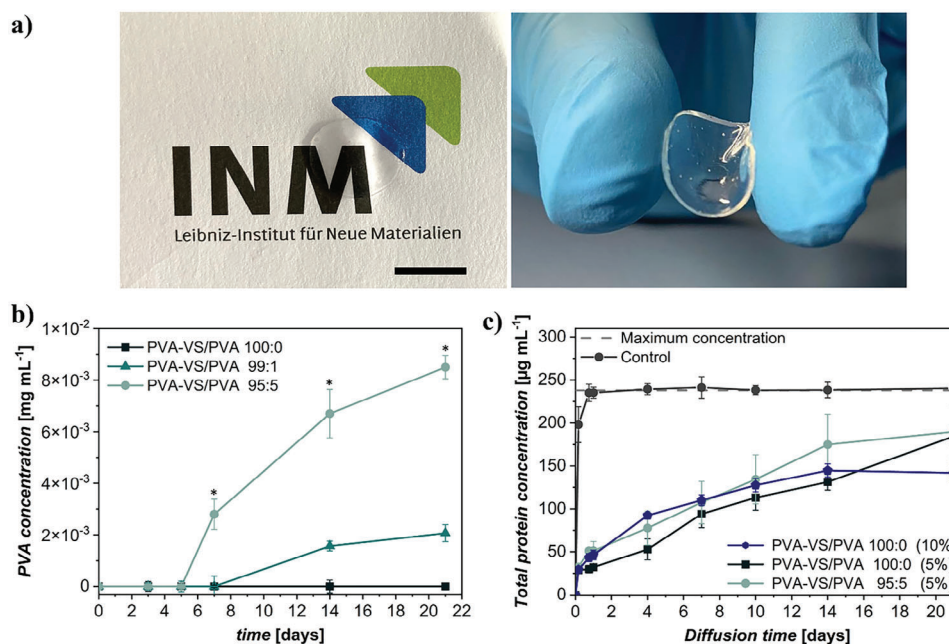 a)
INM
Leibniz-Institut für Neue Materialien
b)
PVA concentration [mg mL⁻¹]
1×10⁻²
8×10⁻³
6×10⁻³
4×10⁻³
2×10⁻³
0
PVA-VS/PVA 100:0
PVA-VS/PVA 99:1
PVA-VS/PVA 95:5
*
*
*
0 2 4 6 8 10 12 14 16 18 20 22
time [days]
c)
Total protein concentration [µg mL⁻¹]
300
250
200
150
100
50
0
Maximum concentration
Control
PVA-VS/PVA 100:0 (10%
PVA-VS/PVA 100:0 (5%
PVA-VS/PVA 95:5 (5%
0 2 4 6 8 10 12 14 16 18 20
Diffusion time [days]